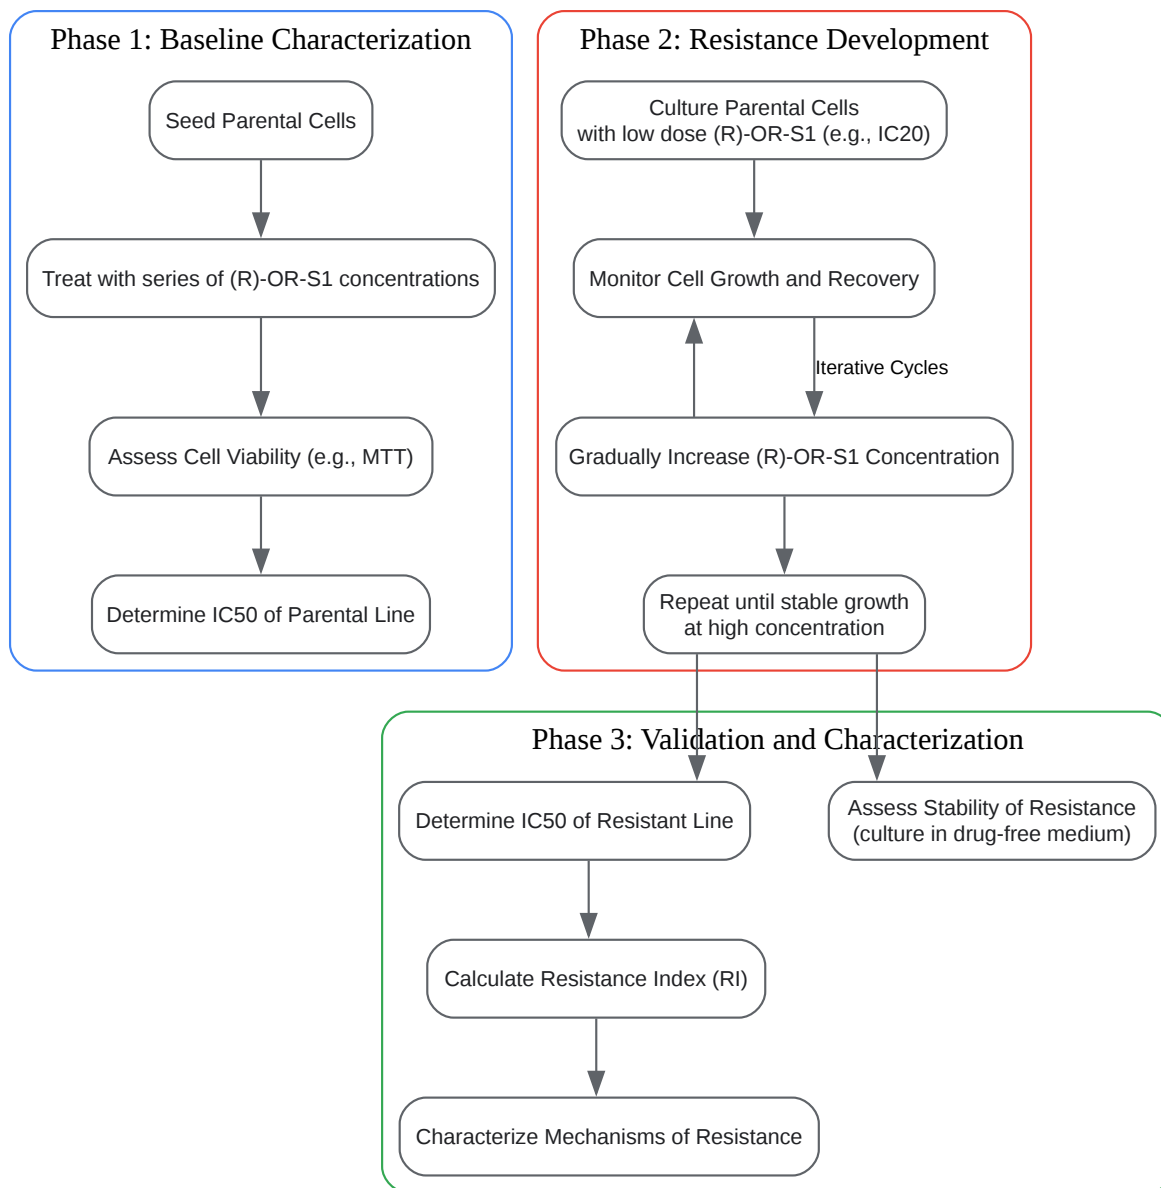 Phase 1: Baseline Characterization
Seed Parental Cells
Treat with series of (R)-OR-S1 concentrations
Assess Cell Viability (e.g., MTT)
Determine IC50 of Parental Line
Phase 2: Resistance Development
Culture Parental Cells
with low dose (R)-OR-S1 (e.g., IC20)
Monitor Cell Growth and Recovery
Iterative Cycles
Gradually Increase (R)-OR-S1 Concentration
Repeat until stable growth
at high concentration
Phase 3: Validation and Characterization
Determine IC50 of Resistant Line
Calculate Resistance Index (RI)
Characterize Mechanisms of Resistance
Assess Stability of Resistance
(culture in drug-free medium)